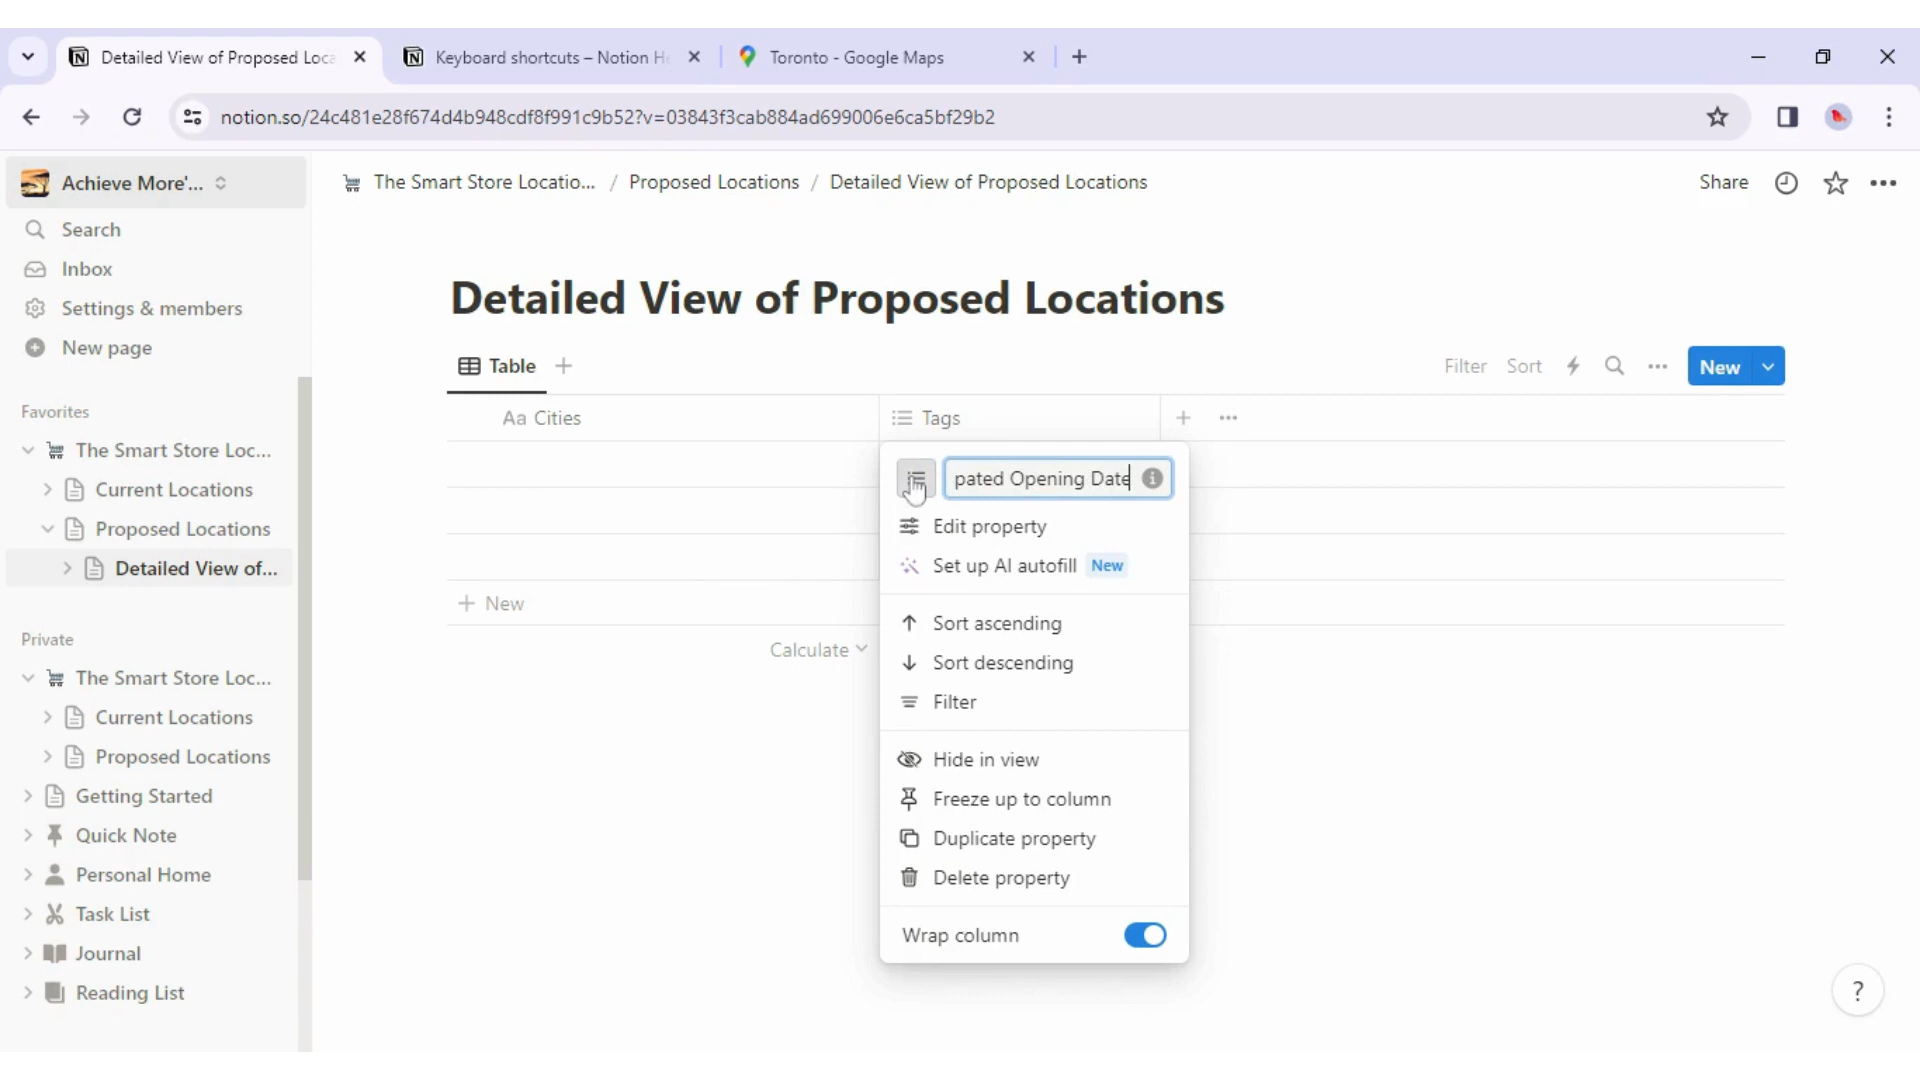 Detailed View of Proposed Loca
Keyboard shortcuts – Notion He
Toronto - Google Maps
notion.so/24c481e28f674d4b948cdf8f991c9b52?v=03843f3cab884ad699006e6ca5bf29b2
Achieve More'...
The Smart Store Locatio... / Proposed Locations / Detailed View of Proposed Locations
Share
Search
Inbox
Settings & members
New page
Favorites
The Smart Store Loc...
Current Locations
Proposed Locations
Detailed View of...
Private
The Smart Store Loc...
Current Locations
Proposed Locations
Getting Started
Quick Note
Personal Home
Task List
Journal
Reading List
Detailed View of Proposed Locations
Table
Filter
Sort
New
Aa Cities
Tags
pated Opening Date
Edit property
Set up AI autofill New
Sort ascending
Sort descending
Filter
Hide in view
Freeze up to column
Duplicate property
Delete property
Wrap column
New
Calculate
?